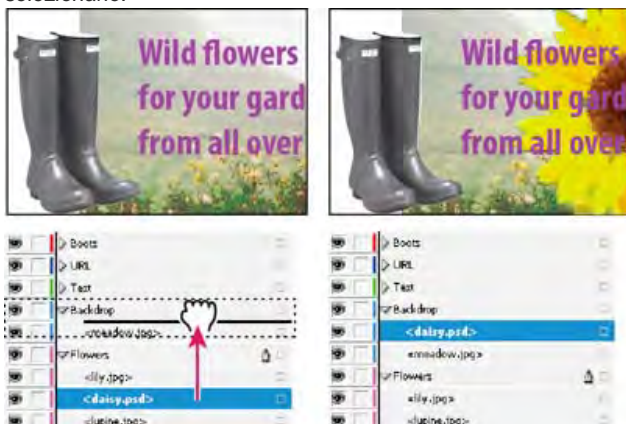 Wild flowers
for your gard
from all over
Wild flowers
for your gard
from all over
Boots
URL
Text
Backdrop
<meadow.jpg>
Flowers
<lily.jpg>
<daisy.psd>
<lupine.jpg>
Boots
URL
Text
Backdrop
<daisy.psd>
<meadow.jpg>
Flowers
<lily.jpg>
<lupine.jpg>